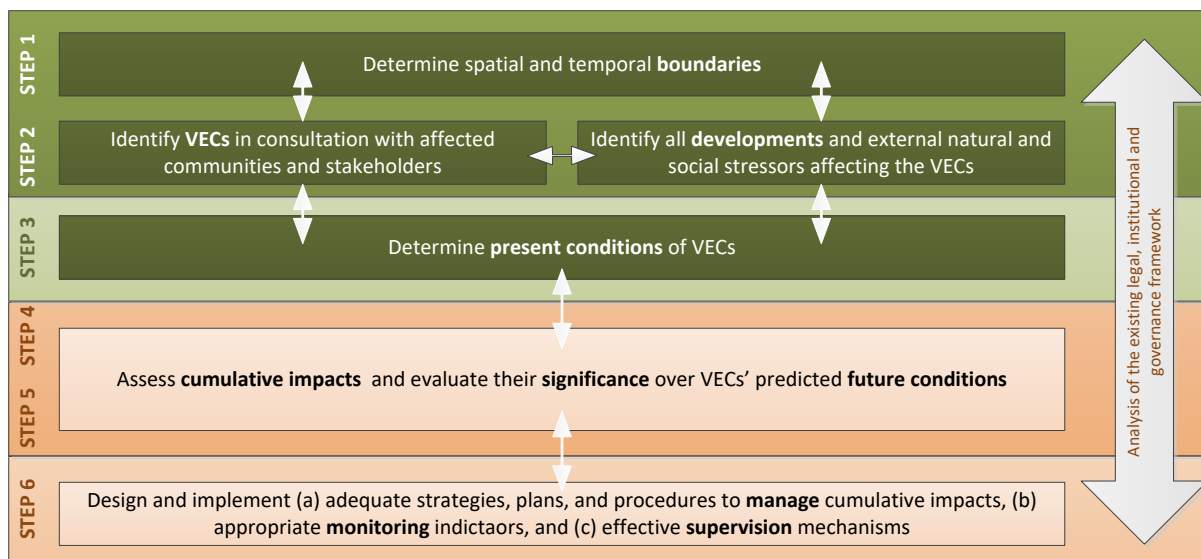 STEP 1
Determine spatial and temporal boundaries
STEP 2
Identify VECs in consultation with affected
communities and stakeholders
Identify all developments and external natural and
social stressors affecting the VECs
STEP 3
Determine present conditions of VECs
STEP 4
Assess cumulative impacts and evaluate their significance over VECs’ predicted future conditions
STEP 5
STEP 6
Design and implement (a) adequate strategies, plans, and procedures to manage cumulative impacts, (b)
appropriate monitoring indictaors, and (c) effective supervision mechanisms
Analysis of the existing legal, institutional and
governance framework